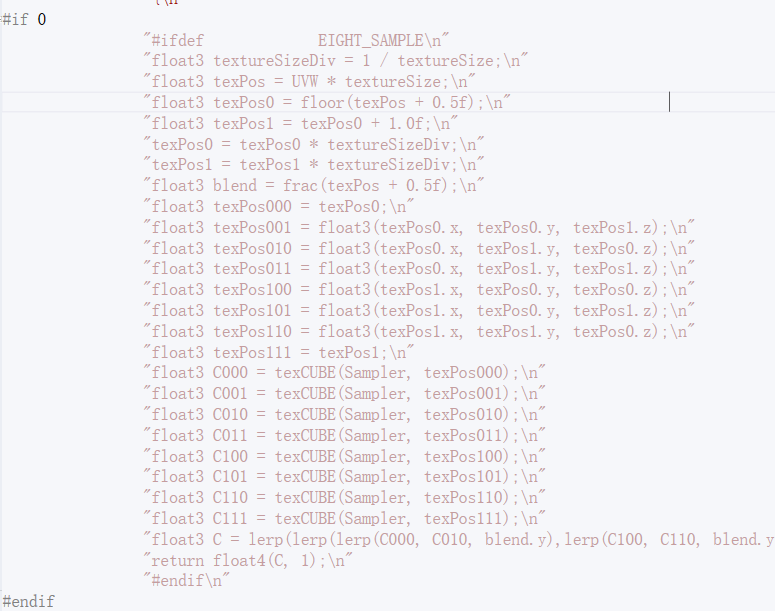 {\n
#if 0
"#ifdef EIGHT_SAMPLE\n"
"float3 textureSizeDiv = 1 / textureSize;\n"
"float3 texPos = UVW * textureSize;\n"
"float3 texPos0 = floor(texPos + 0.5f);\n"
"float3 texPos1 = texPos0 + 1.0f;\n"
"texPos0 = texPos0 * textureSizeDiv;\n"
"texPos1 = texPos1 * textureSizeDiv;\n"
"float3 blend = frac(texPos + 0.5f);\n"
"float3 texPos000 = texPos0;\n"
"float3 texPos001 = float3(texPos0.x, texPos0.y, texPos1.z);\n"
"float3 texPos010 = float3(texPos0.x, texPos1.y, texPos0.z);\n"
"float3 texPos011 = float3(texPos0.x, texPos1.y, texPos1.z);\n"
"float3 texPos100 = float3(texPos1.x, texPos0.y, texPos0.z);\n"
"float3 texPos101 = float3(texPos1.x, texPos0.y, texPos1.z);\n"
"float3 texPos110 = float3(texPos1.x, texPos1.y, texPos0.z);\n"
"float3 texPos111 = texPos1;\n"
"float3 C000 = texCUBE(Sampler, texPos000);\n"
"float3 C001 = texCUBE(Sampler, texPos001);\n"
"float3 C010 = texCUBE(Sampler, texPos010);\n"
"float3 C011 = texCUBE(Sampler, texPos011);\n"
"float3 C100 = texCUBE(Sampler, texPos100);\n"
"float3 C101 = texCUBE(Sampler, texPos101);\n"
"float3 C110 = texCUBE(Sampler, texPos110);\n"
"float3 C111 = texCUBE(Sampler, texPos111);\n"
"float3 C = lerp(lerp(lerp(C000, C010, blend.y),lerp(C100, C110, blend.y
"return float4(C, 1);\n"
"#endif\n"
#endif